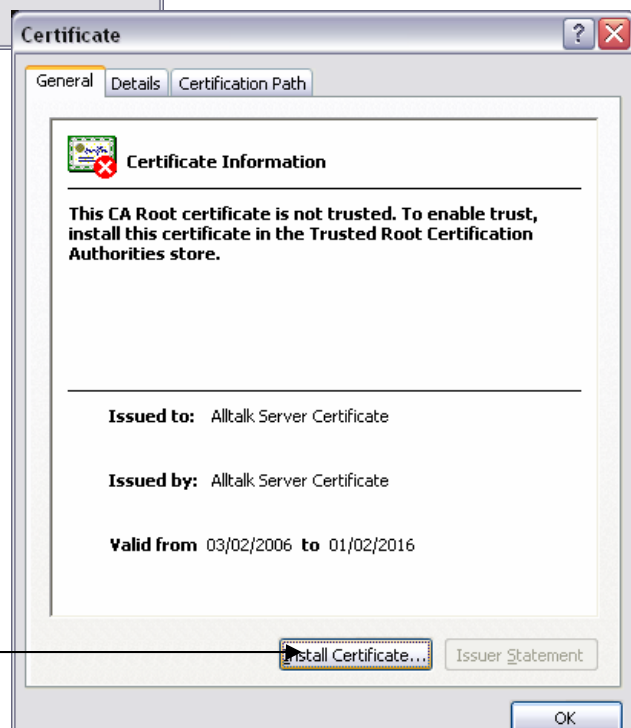 Certificate
General Details Certification Path
Certificate Information
This CA Root certificate is not trusted. To enable trust,
install this certificate in the Trusted Root Certification
Authorities store.
Issued to: Alltalk Server Certificate
Issued by: Alltalk Server Certificate
Valid from 03/02/2006 to 01/02/2016
Install Certificate... Issuer Statement
OK